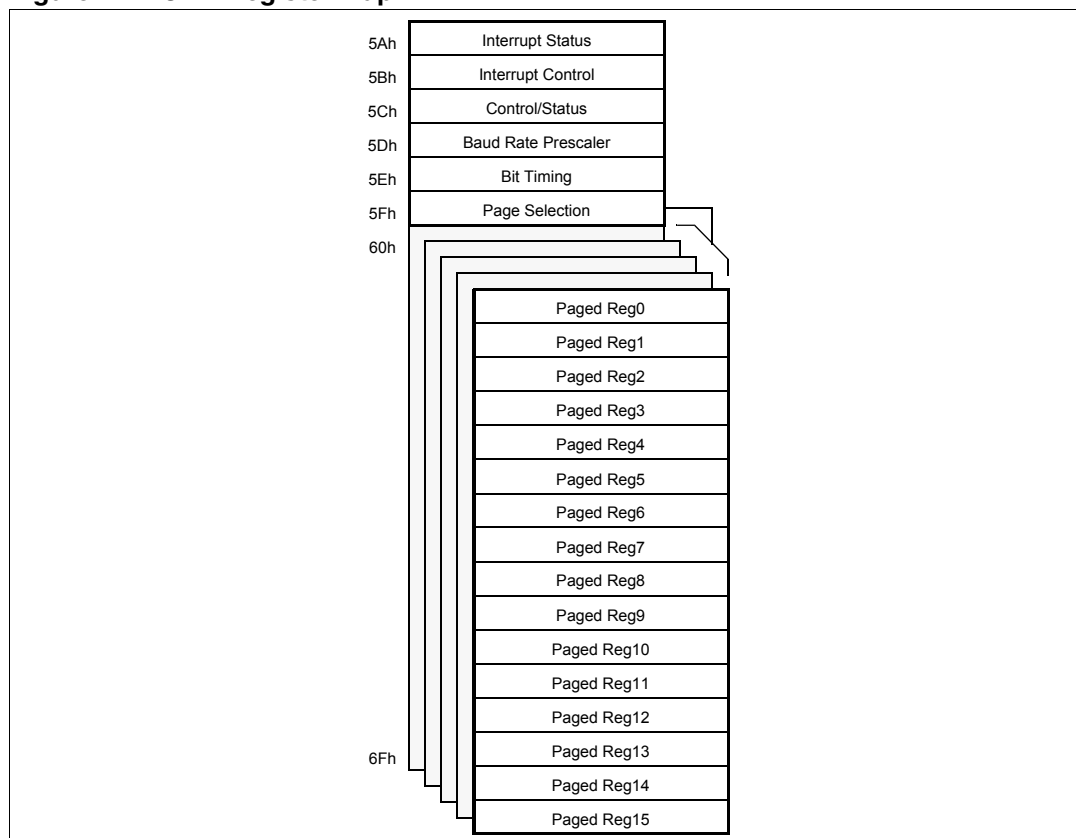 5Ah Interrupt Status
5Bh Interrupt Control
5Ch Control/Status
5Dh Baud Rate Prescaler
5Eh Bit Timing
5Fh Page Selection
60h
Paged Reg0
Paged Reg1
Paged Reg2
Paged Reg3
Paged Reg4
Paged Reg5
Paged Reg6
Paged Reg7
Paged Reg8
Paged Reg9
Paged Reg10
Paged Reg11
Paged Reg12
6Fh Paged Reg13
Paged Reg14
Paged Reg15